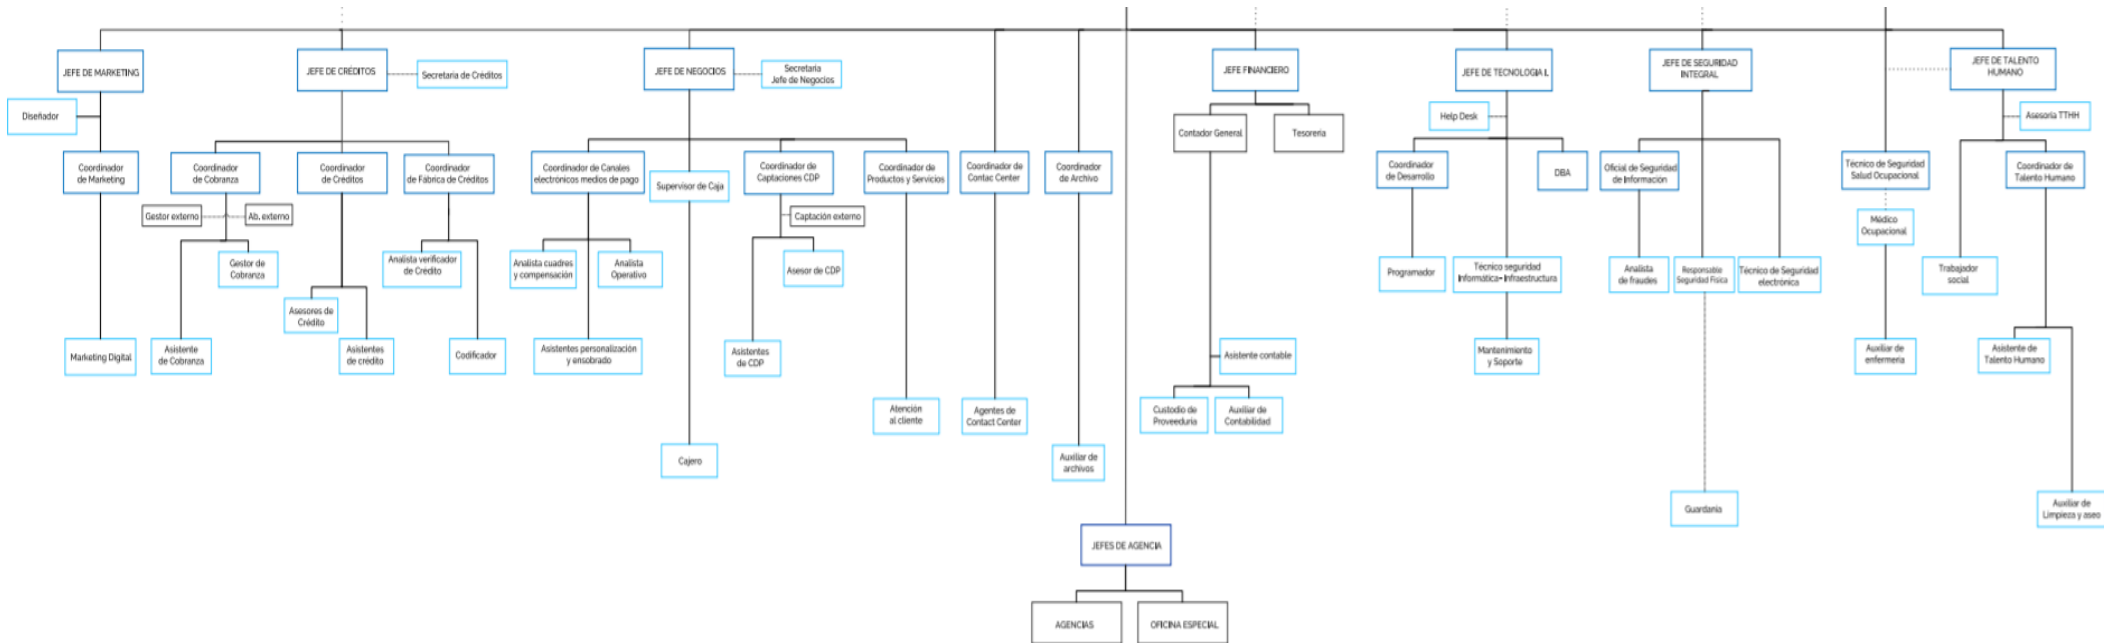 JEFE DE MARKETING
JEFE DE CRÉDITOS
Secretaria de Créditos
JEFE DE NEGOCIOS
Secretaria
Jefe de Negocios
JEFE FINANCIERO
JEFE DE TECNOLOGIA I.
JEFE DE SEGURIDAD
INTEGRAL
JEFE DE TALENTO
HUMANO
Diseñador
Contador General
Tesorería
Help Desk
Asesoria TTHH
Coordinador
de Marketing
Coordinador
de Cobranza
Coordinador
de Créditos
Coordinador
de Fábrica de Créditos
Coordinador de Canales
electrónicos medios de pago
Supervisor de Caja
Coordinador de
Captaciones CDP
Coordinador de
Productos y Servicios
Coordinador de
Contac Center
Coordinador
de Archivo
Coordinador
de Desarrollo
DBA
Oficial de Seguridad
de Información
Técnico de Seguridad
Salud Ocupacional
Coordinador de
Talento Humano
Gestor externo
Ab. externo
Captación externo
Médico
Ocupacional
Gestor de
Cobranza
Analista verificador
de Crédito
Analista cuadres
y compensación
Analista
Operativo
Asesor de CDP
Programador
Técnico seguridad
Informática- Infraestructura
Analista
de fraudes
Responsable
Seguridad Física
Técnico de Seguridad
electrónica
Trabajador
social
Asesores de
Crédito
Marketing Digital
Asistente
de Cobranza
Asistentes
de crédito
Codificador
Asistentes personalización
y ensobrado
Asistentes
de CDP
Asistente contable
Mantenimiento
y Soporte
Auxiliar de
enfermería
Asistente de
Talento Humano
Atención
al cliente
Agentes de
Contact Center
Custodio de
Proveeduría
Auxiliar de
Contabilidad
Cajero
Auxiliar de
archivos
Guardanía
Auxiliar de
Limpieza y aseo
JEFES DE AGENCIA
AGENCIAS
OFICINA ESPECIAL